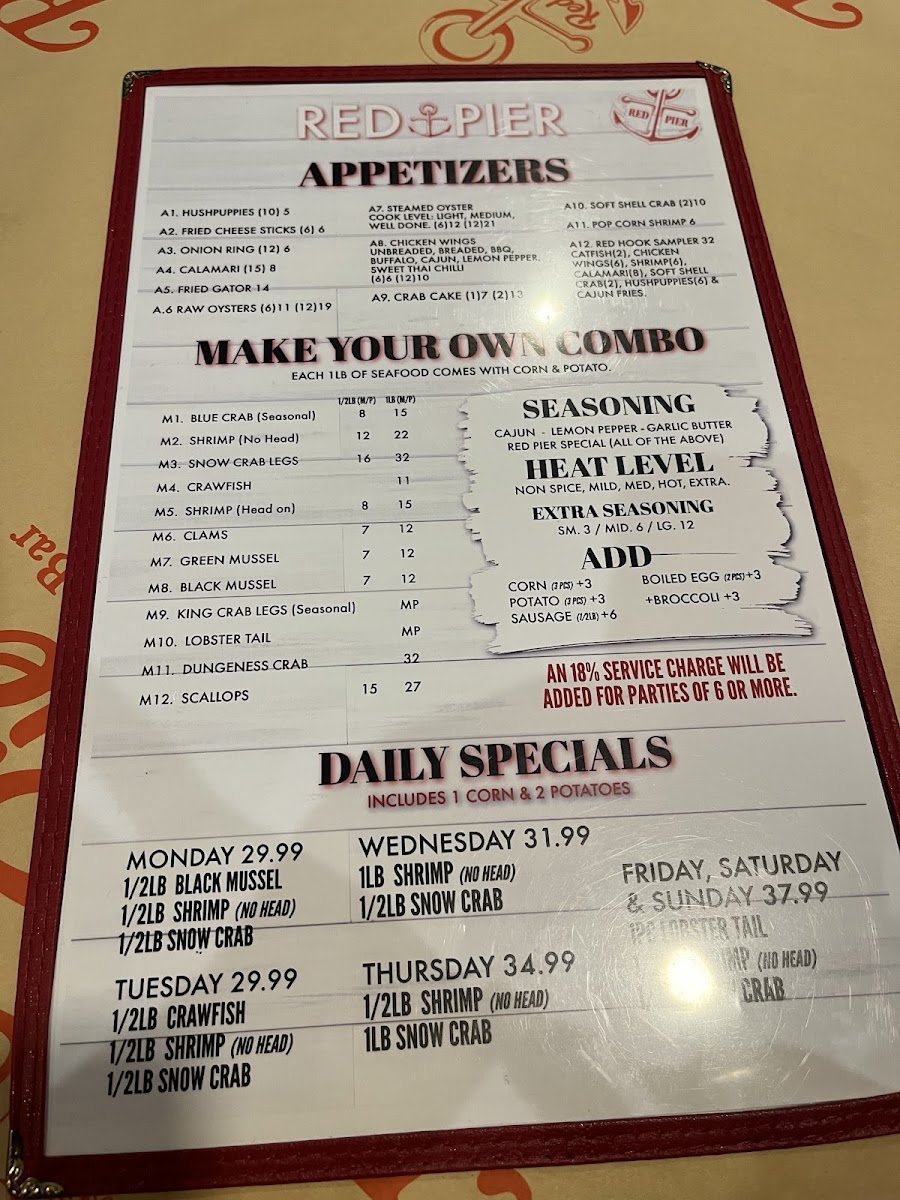 RED PIER
RED PIER
APPETIZERS
A1. HUSHPUPPIES (10) 5
A2. FRIED CHEESE STICKS (6) 6
A3. ONION RING (12) 6
A4. CALAMARI (15) 8
A5. FRIED GATOR 14
A.6 RAW OYSTERS (6)11 (12)19
A7. STEAMED OYSTER
COOK LEVEL: LIGHT, MEDIUM,
WELL DONE. (6)12 (12)21
A8. CHICKEN WINGS
UNBREADED, BREADED, BBQ,
BUFFALO, CAJUN, LEMON PEPPER,
SWEET THAI CHILLI
(6)6 (12)10
A9. CRAB CAKE (1)7 (2)13
A10. SOFT SHELL CRAB (2)10
A11. POP CORN SHRIMP 6
A12. RED HOOK SAMPLER 32
CATFISH(2), CHICKEN
WINGS(6), SHRIMP(6),
CALAMARI(8), SOFT SHELL
CRAB(2), HUSHPUPPIES(6) &
CAJUN FRIES.
MAKE YOUR OWN COMBO
EACH 1LB OF SEAFOOD COMES WITH CORN & POTATO.
1/2LB (M/P) 1LB (M/P)
M1. BLUE CRAB (Seasonal) 8 15
M2. SHRIMP (No Head) 12 22
M3. SNOW CRAB LEGS 16 32
M4. CRAWFISH 11
M5. SHRIMP (Head on) 8 15
M6. CLAMS 7 12
M7. GREEN MUSSEL 7 12
M8. BLACK MUSSEL 7 12
M9. KING CRAB LEGS (Seasonal) MP
M10. LOBSTER TAIL MP
M11. DUNGENESS CRAB 32
M12. SCALLOPS 15 27
SEASONING
CAJUN - LEMON PEPPER - GARLIC BUTTER
RED PIER SPECIAL (ALL OF THE ABOVE)
HEAT LEVEL
NON SPICE, MILD, MED, HOT, EXTRA.
EXTRA SEASONING
SM. 3 / MID. 6 / LG. 12
ADD
CORN (3 PCS) +3
POTATO (3 PCS) +3
SAUSAGE (1/2LB) +6
BOILED EGG (2 PCS) +3
+BROCCOLI +3
AN 18% SERVICE CHARGE WILL BE
ADDED FOR PARTIES OF 6 OR MORE.
DAILY SPECIALS
INCLUDES 1 CORN & 2 POTATOES
MONDAY 29.99
1/2LB BLACK MUSSEL
1/2LB SHRIMP (NO HEAD)
1/2LB SNOW CRAB
TUESDAY 29.99
1/2LB CRAWFISH
1/2LB SHRIMP (NO HEAD)
1/2LB SNOW CRAB
WEDNESDAY 31.99
1LB SHRIMP (NO HEAD)
1/2LB SNOW CRAB
THURSDAY 34.99
1/2LB SHRIMP (NO HEAD)
1LB SNOW CRAB
FRIDAY, SATURDAY
& SUNDAY 37.99
1PC LOBSTER TAIL
(NO HEAD)
CRAB
Bar
Red